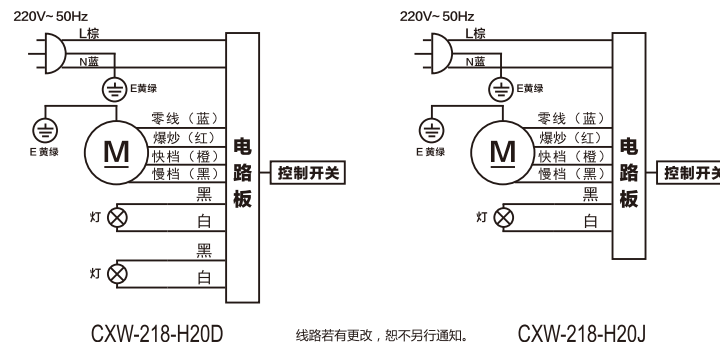 220V~ 50Hz
L棕
N蓝
E黄绿
E 黄绿
M
零线（蓝）
爆炒（红）
快档（橙）
慢档（黑）
电路板
控制开关
黑
灯
白
黑
灯
白
CXW-218-H20D
220V~ 50Hz
L棕
N蓝
E黄绿
E 黄绿
M
零线（蓝）
爆炒（红）
快档（橙）
慢档（黑）
电路板
控制开关
黑
灯
白
线路若有更改，恕不另行通知。
CXW-218-H20J